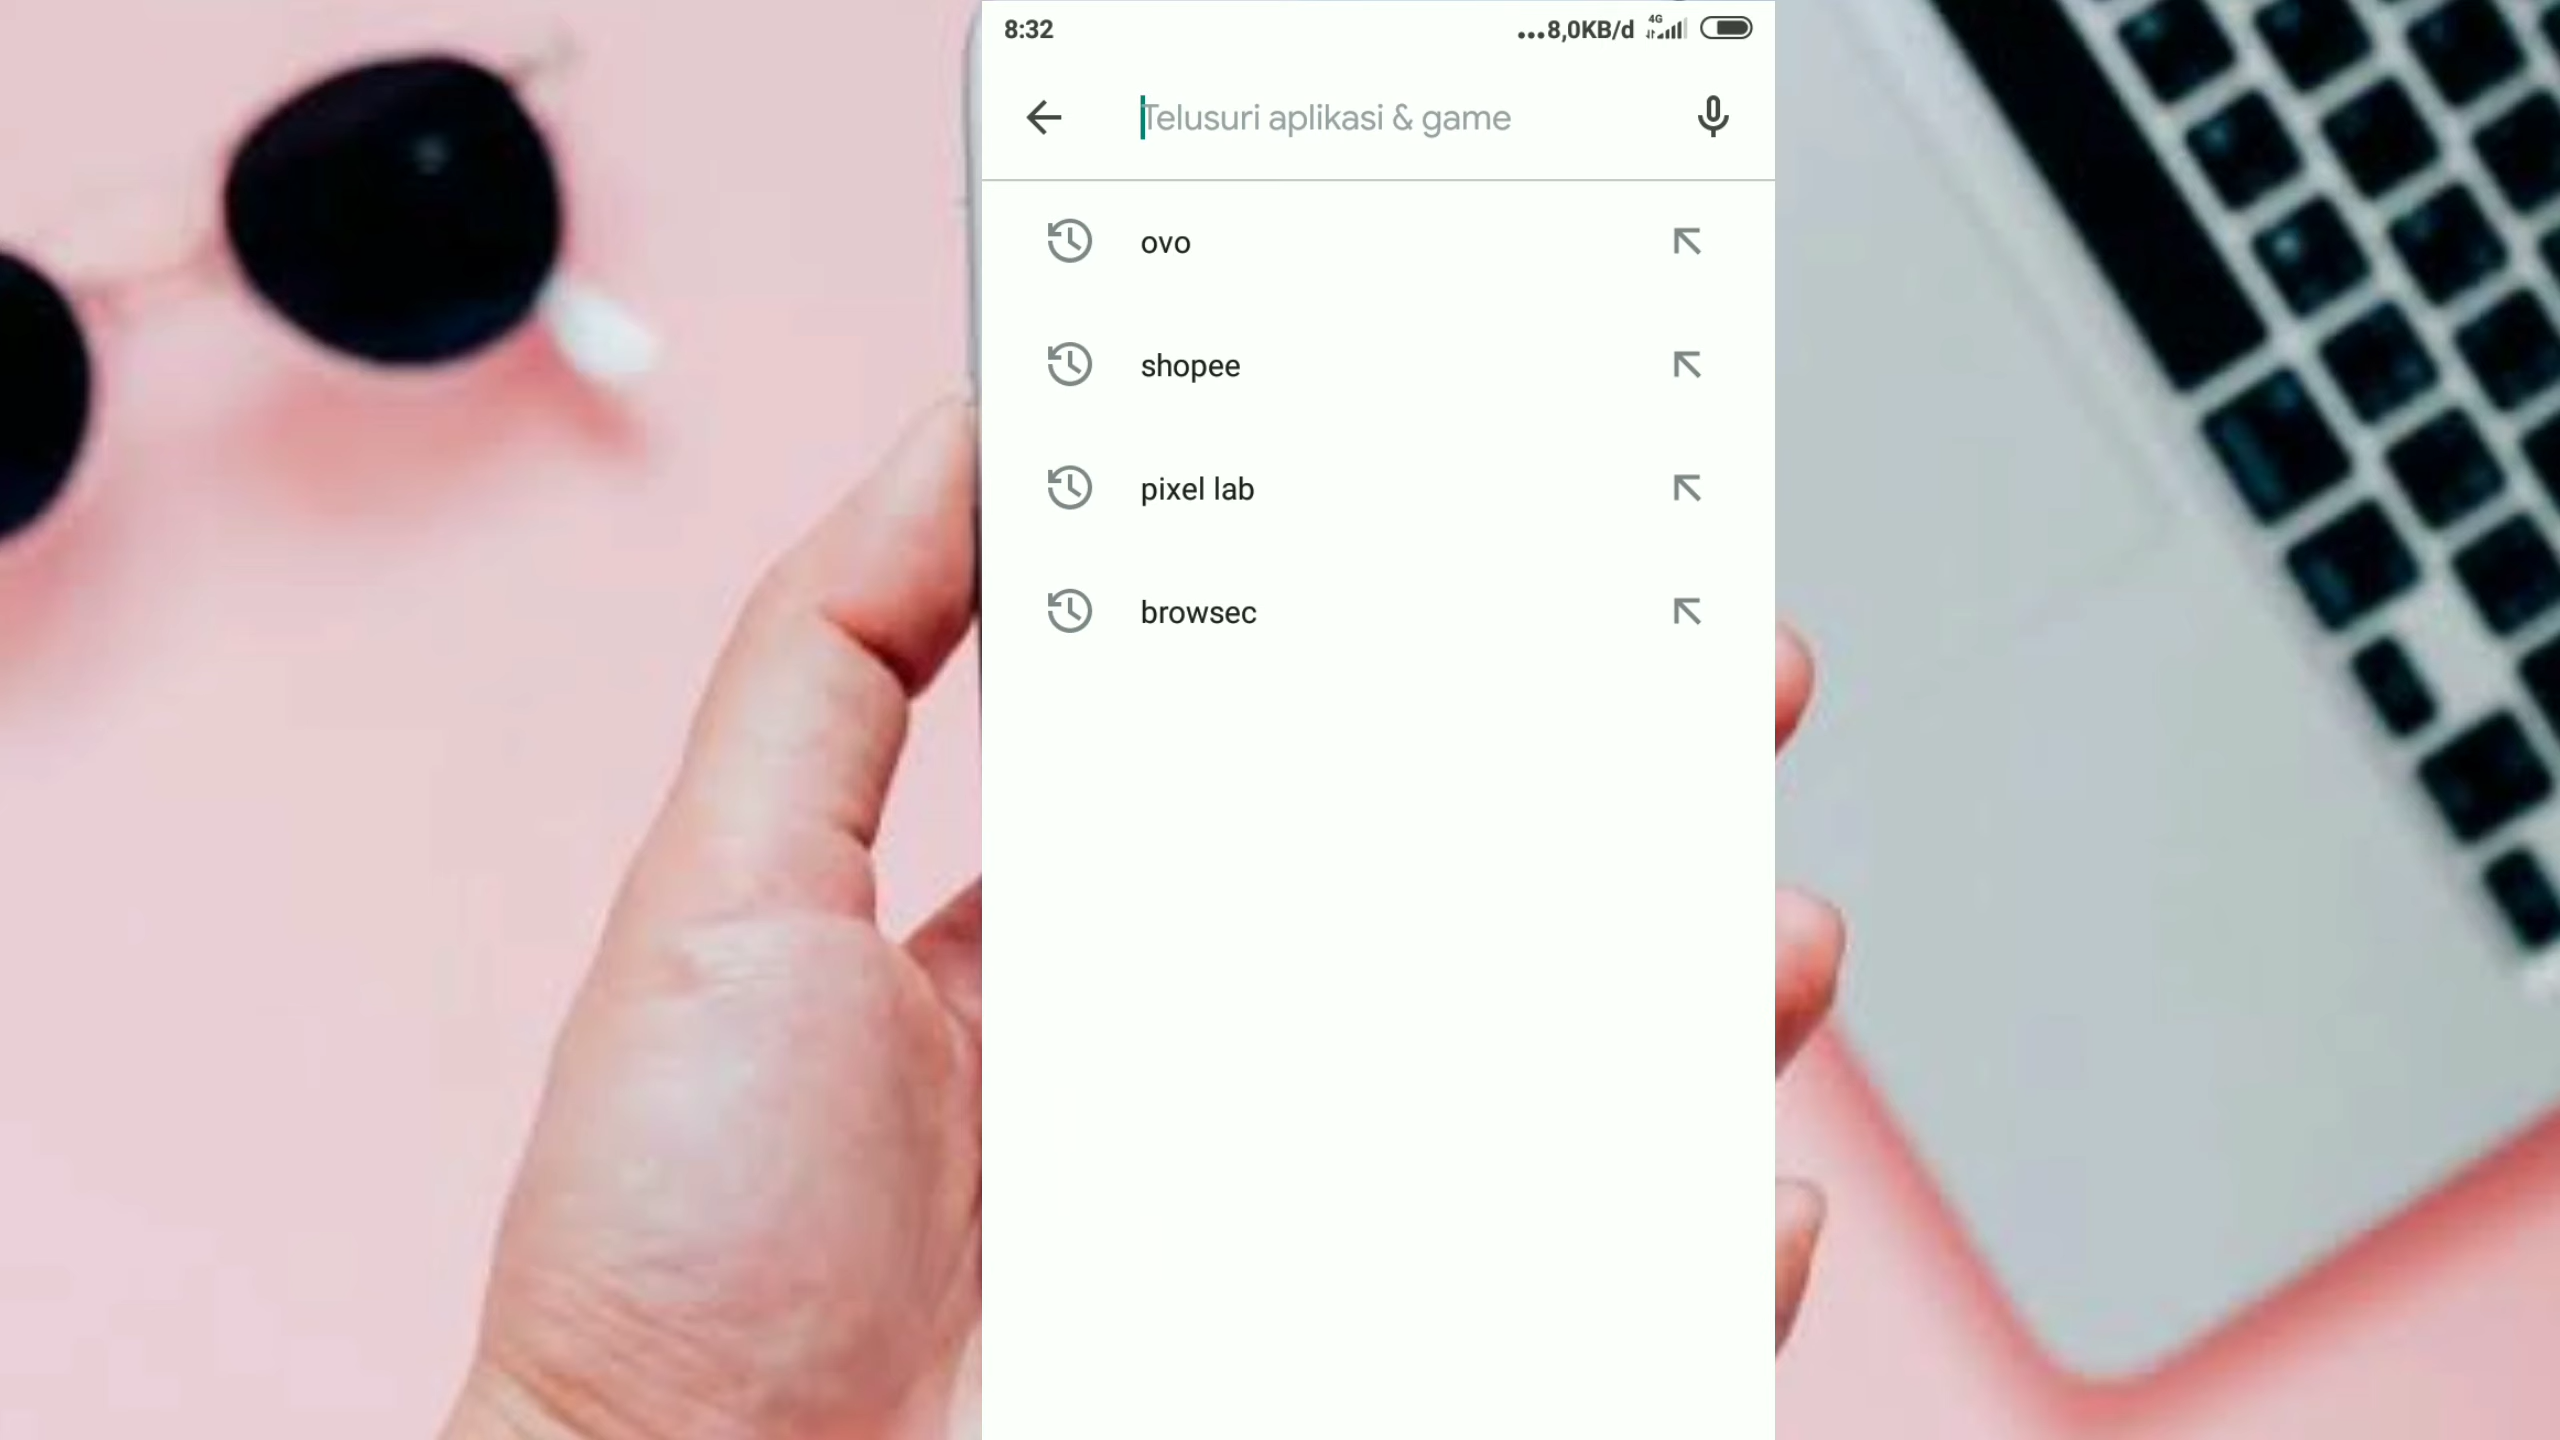 8:32
...8,0KB/d 4G
Telusuri aplikasi & game
ovo
shopee
pixel lab
browsec